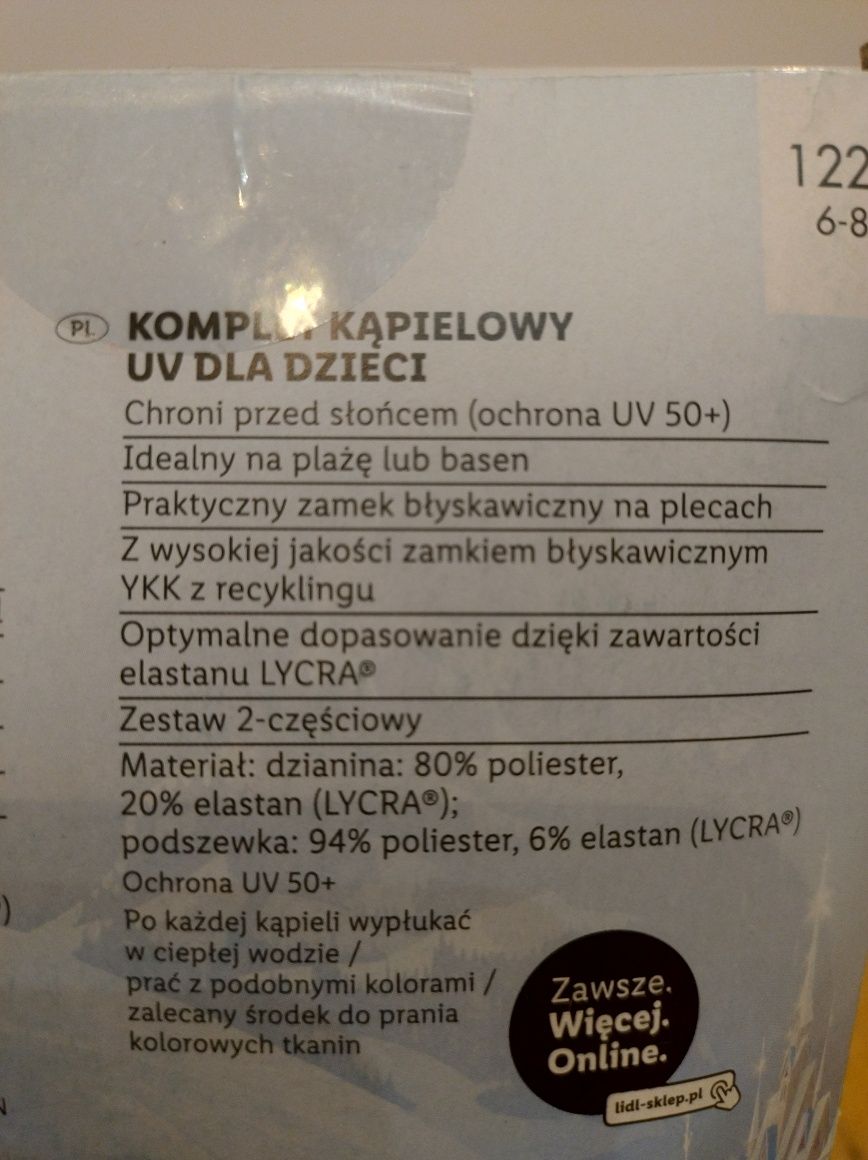 122
6-8
PL KOMPLET KĄPIELOWY
UV DLA DZIECI
Chroni przed słońcem (ochrona UV 50+)
Idealny na plażę lub basen
Praktyczny zamek błyskawiczny na plecach
Z wysokiej jakości zamkiem błyskawicznym
YKK z recyklingu
Optymalne dopasowanie dzięki zawartości
elastanu LYCRA®
Zestaw 2-częściowy
Materiał: dzianina: 80% poliester,
20% elastan (LYCRA®);
podszewka: 94% poliester, 6% elastan (LYCRA®)
Ochrona UV 50+
Po każdej kąpieli wypłukać
w ciepłej wodzie /
prać z podobnymi kolorami /
zalecany środek do prania
kolorowych tkanin
Zawsze.
Więcej.
Online.
lidl-sklep.pl